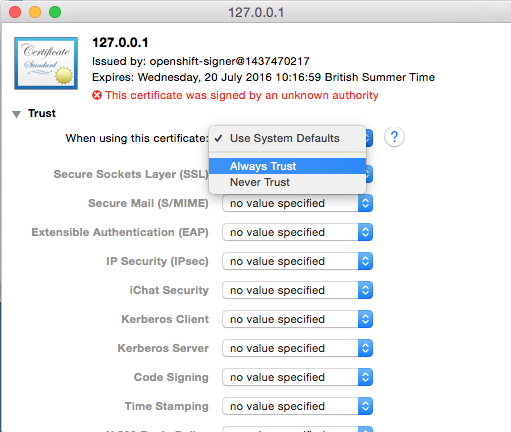 127.0.0.1
Certificate
Standard
127.0.0.1
Issued by: openshift-signer@1437470217
Expires: Wednesday, 20 July 2016 10:16:59 British Summer Time
This certificate was signed by an unknown authority
Trust
When using this certificate: ✓ Use System Defaults ?
Always Trust
Never Trust
Secure Sockets Layer (SSL)
Secure Mail (S/MIME) no value specified
Extensible Authentication (EAP) no value specified
IP Security (IPsec) no value specified
iChat Security no value specified
Kerberos Client no value specified
Kerberos Server no value specified
Code Signing no value specified
Time Stamping no value specified